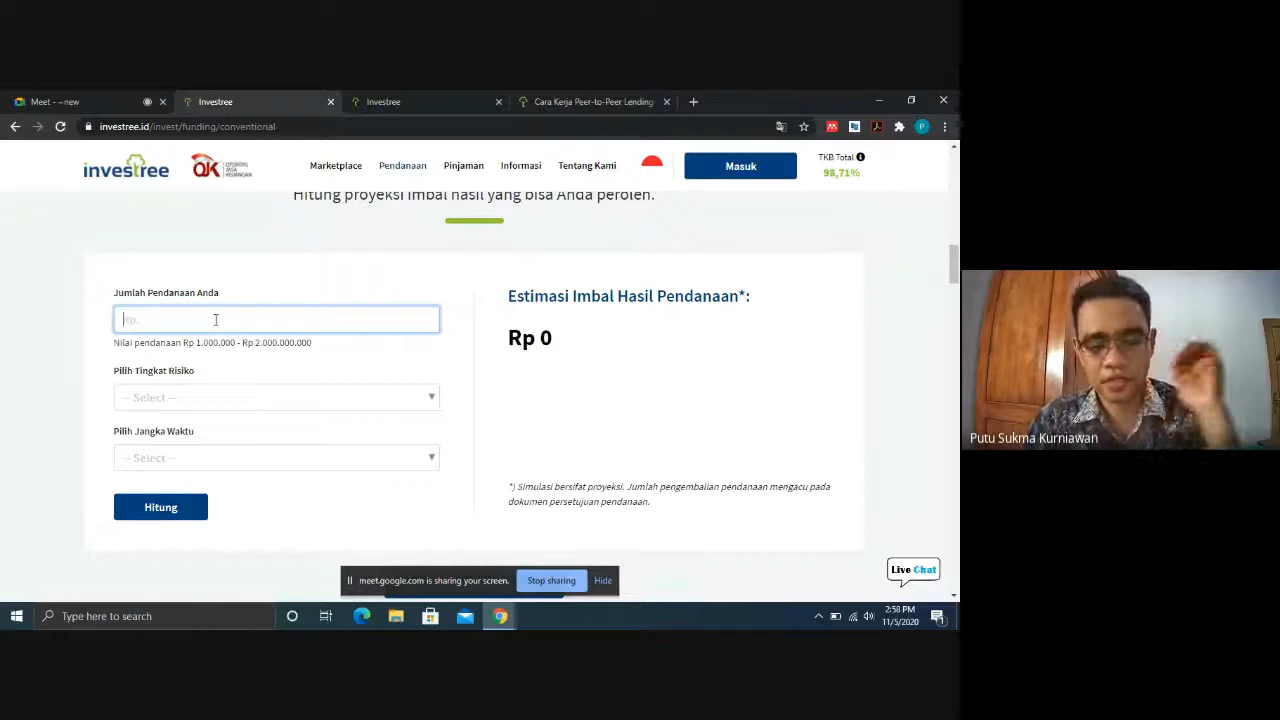 Meet - ~new
Investree
Investree
Cara Kerja Peer-to-Peer Lending
investree.id/invest/funding/conventional
P
investree
OJK OTORITAS JASA KEUANGAN
Marketplace
Pendanaan
Pinjaman
Informasi
Tentang Kami
Masuk
TKB Total
98,71%
Hitung proyeksi imbal hasil yang bisa Anda peroleh.
Jumlah Pendanaan Anda
Rp.
Nilai pendanaan Rp 1.000.000 - Rp 2.000.000.000
Pilih Tingkat Risiko
-- Select --
Pilih Jangka Waktu
-- Select --
Hitung
Estimasi Imbal Hasil Pendanaan*:
Rp 0
*) Simulasi bersifat proyeksi. Jumlah pengembalian pendanaan mengacu pada
dokumen persetujuan pendanaan.
Live Chat
meet.google.com is sharing your screen.
Stop sharing
Hide
Type here to search
2:58 PM
11/5/2020
1
Putu Sukma Kurniawan